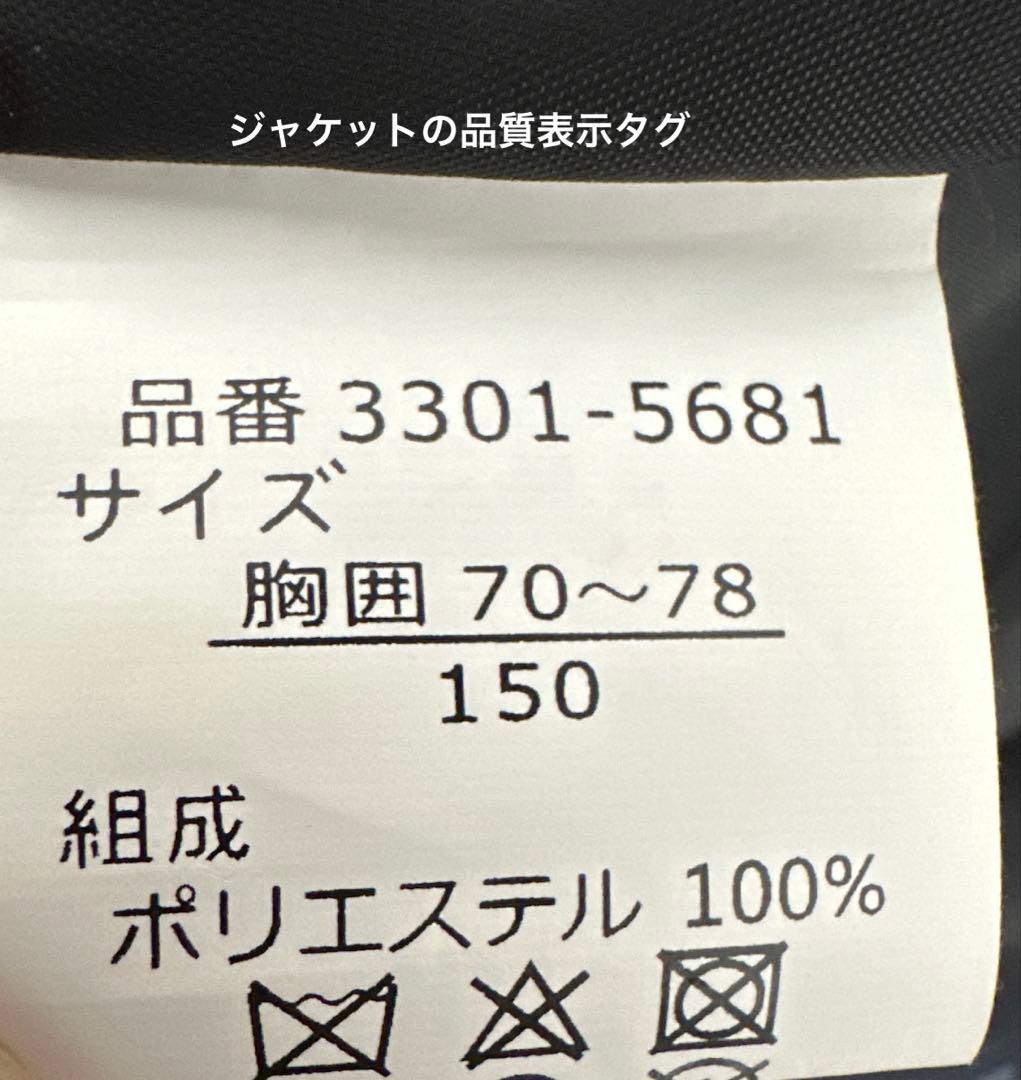 ジャケットの品質表示タグ
品番 3301-5681
サイズ
胸囲 70～78
150
組成
ポリエステル 100%